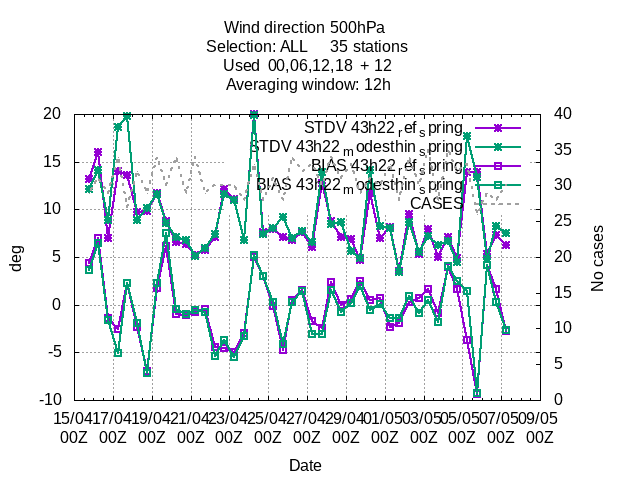 Wind direction 500hPa
Selection: ALL 35 stations
Used 00,06,12,18 + 12
Averaging window: 12h
20 40
STDV 43h22_ref_spring
35
STDV 43h22_modesthin_spring
15
BIAS 43h22_ref_spring
30
BIAS 43h22_modesthin_spring
CASES
10
25
5 20
0 15
10
-5
5
-10 0
deg
No cases
15/04 17/04 19/04 21/04 23/04 25/04 27/04 29/04 01/05 03/05 05/05 07/05 09/05
00Z 00Z 00Z 00Z 00Z 00Z 00Z 00Z 00Z 00Z 00Z 00Z 00Z
Date